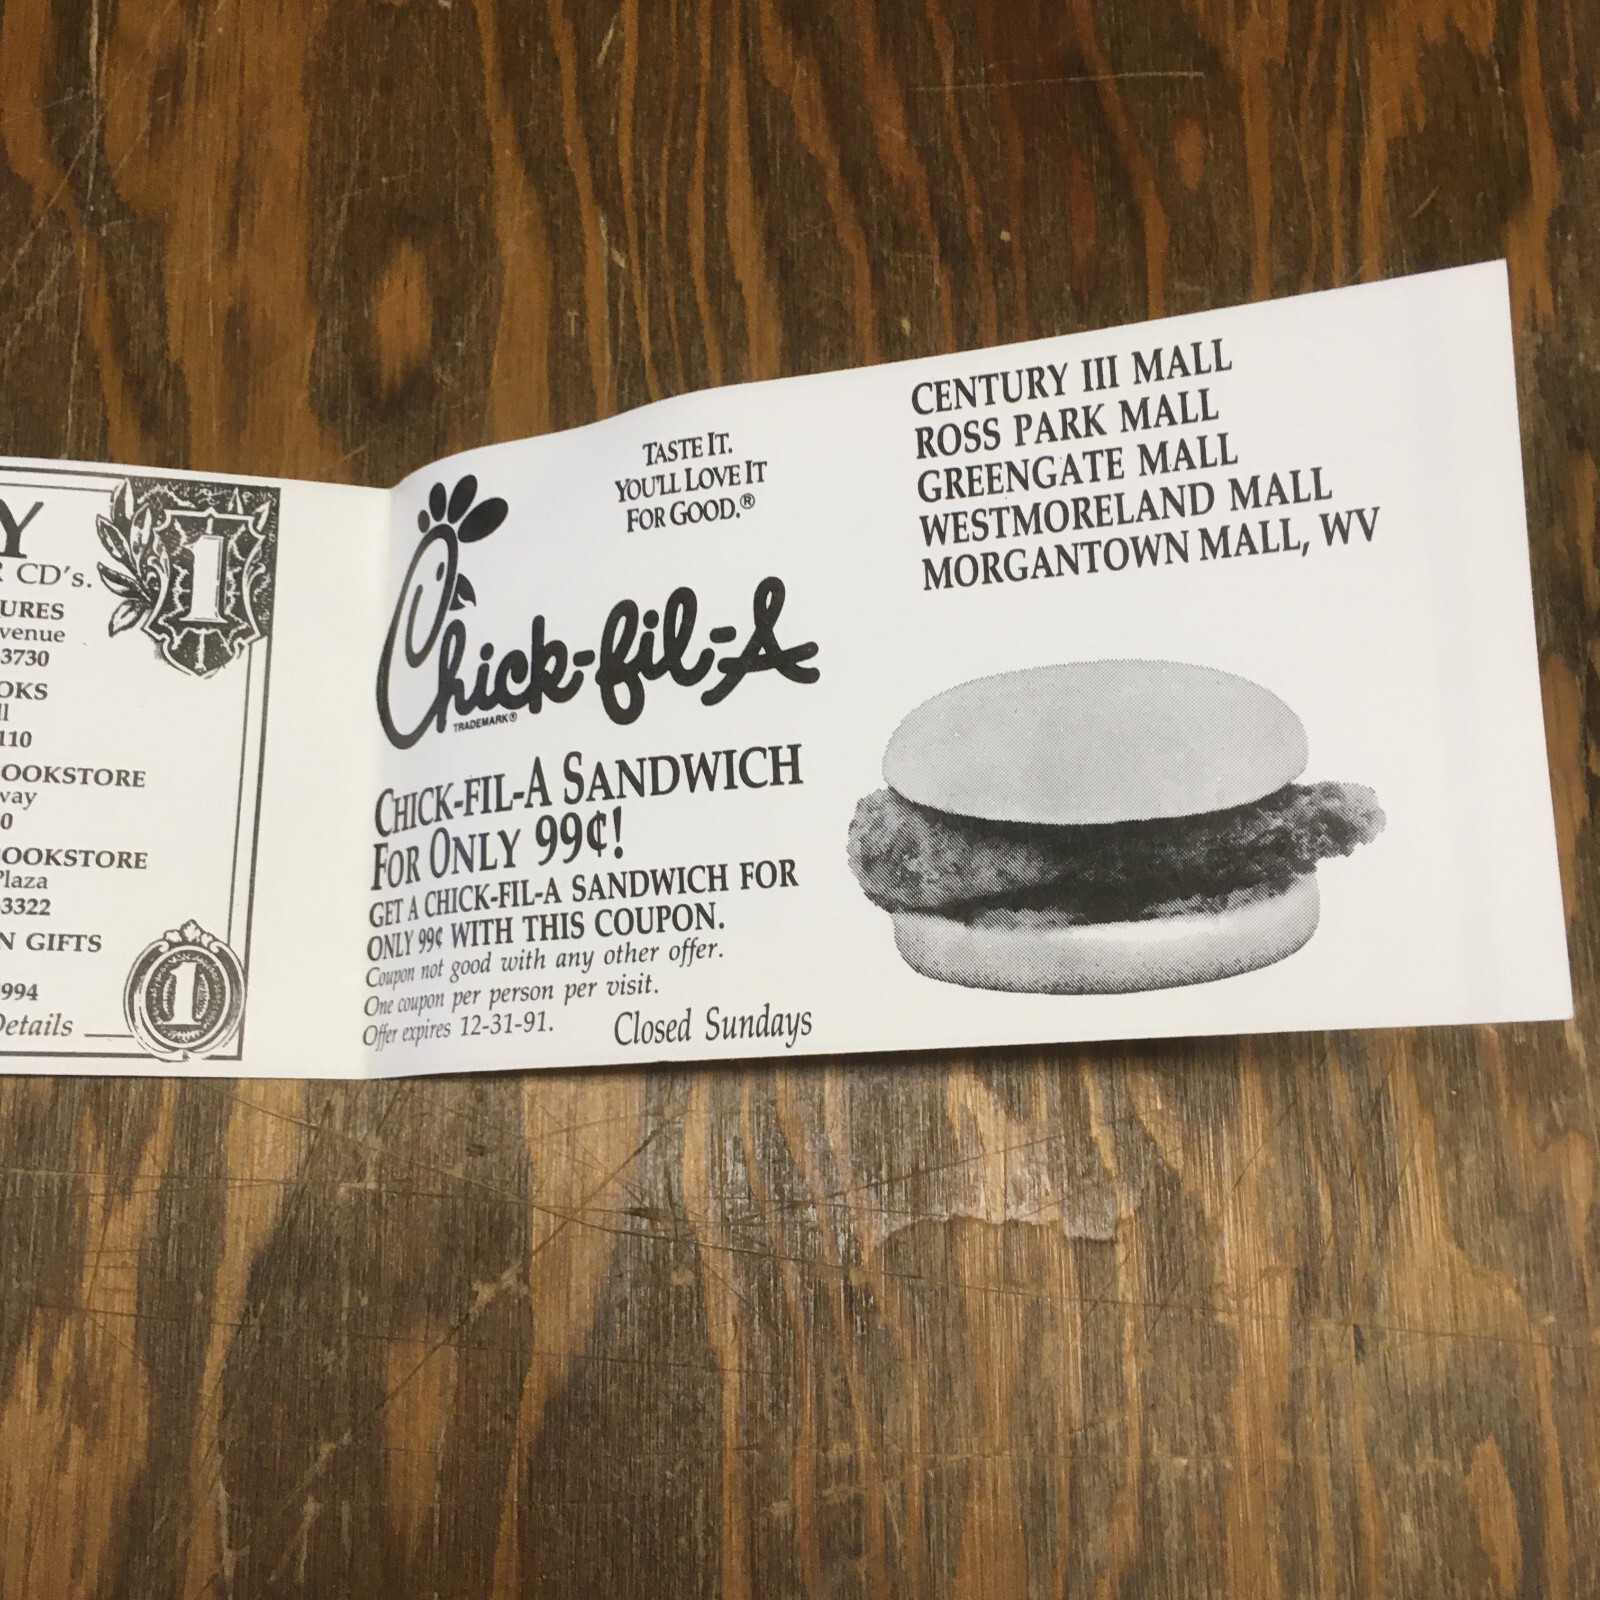 Y
CD's.
URES
venue
3730
OKS
110
OOKSTORE
way
0
OOKSTORE
Plaza
3322
N GIFTS
994
Details
1
1
TASTE IT.
YOU'LL LOVE IT
FOR GOOD.®
Chick-fil-A
TRADEMARK®
CHICK-FIL-A SANDWICH
FOR ONLY 99¢!
GET A CHICK-FIL-A SANDWICH FOR
ONLY 99¢ WITH THIS COUPON.
Coupon not good with any other offer.
One coupon per person per visit.
Offer expires 12-31-91.
Closed Sundays
CENTURY III MALL
ROSS PARK MALL
GREENGATE MALL
WESTMORELAND MALL
MORGANTOWN MALL, WV